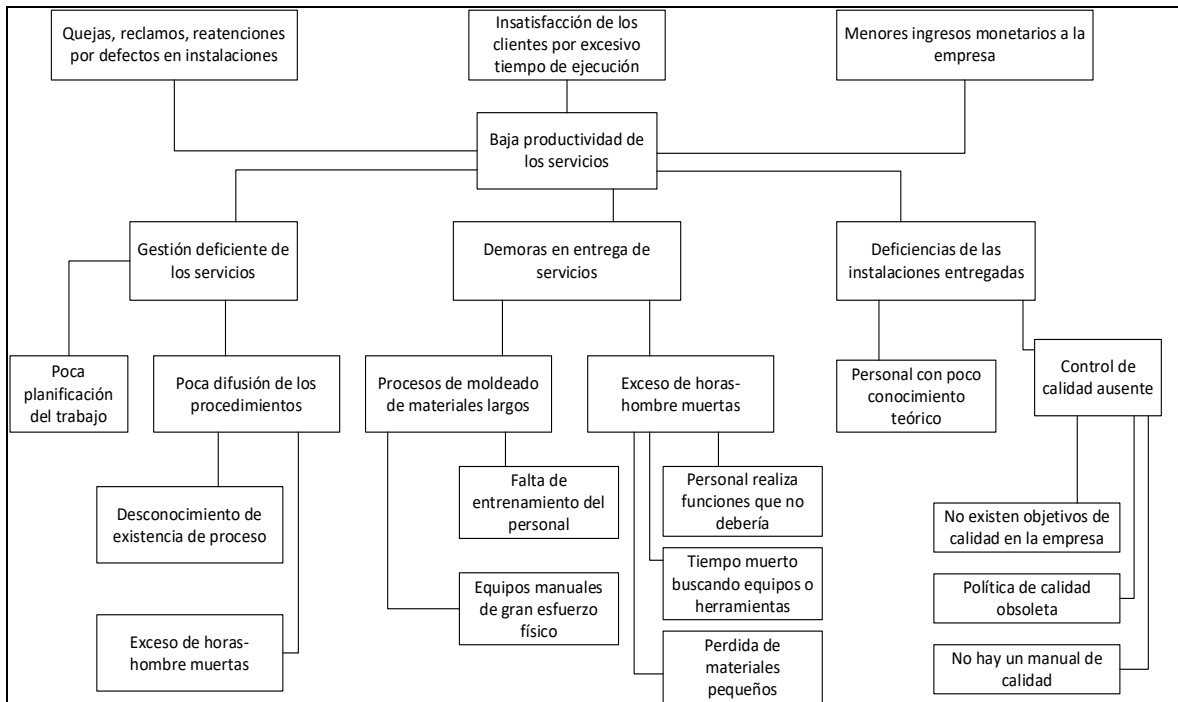 Quejas, reclamos, reatenciones
por defectos en instalaciones
Insatisfacción de los
clientes por excesivo
tiempo de ejecución
Menores ingresos monetarios a la
empresa
Baja productividad de
los servicios
Gestión deficiente de
los servicios
Demoras en entrega de
servicios
Deficiencias de las
instalaciones entregadas
Poca
planificación
del trabajo
Poca difusión de los
procedimientos
Procesos de moldeado
de materiales largos
Exceso de horas-
hombre muertas
Personal con poco
conocimiento
teórico
Control de
calidad ausente
Desconocimiento de
existencia de proceso
Falta de
entrenamiento del
personal
Personal realiza
funciones que no
debería
No existen objetivos de
calidad en la empresa
Tiempo muerto
buscando equipos o
herramientas
Política de calidad
obsoleta
Equipos manuales
de gran esfuerzo
físico
Exceso de horas-
hombre muertas
Perdida de
materiales
pequeños
No hay un manual de
calidad